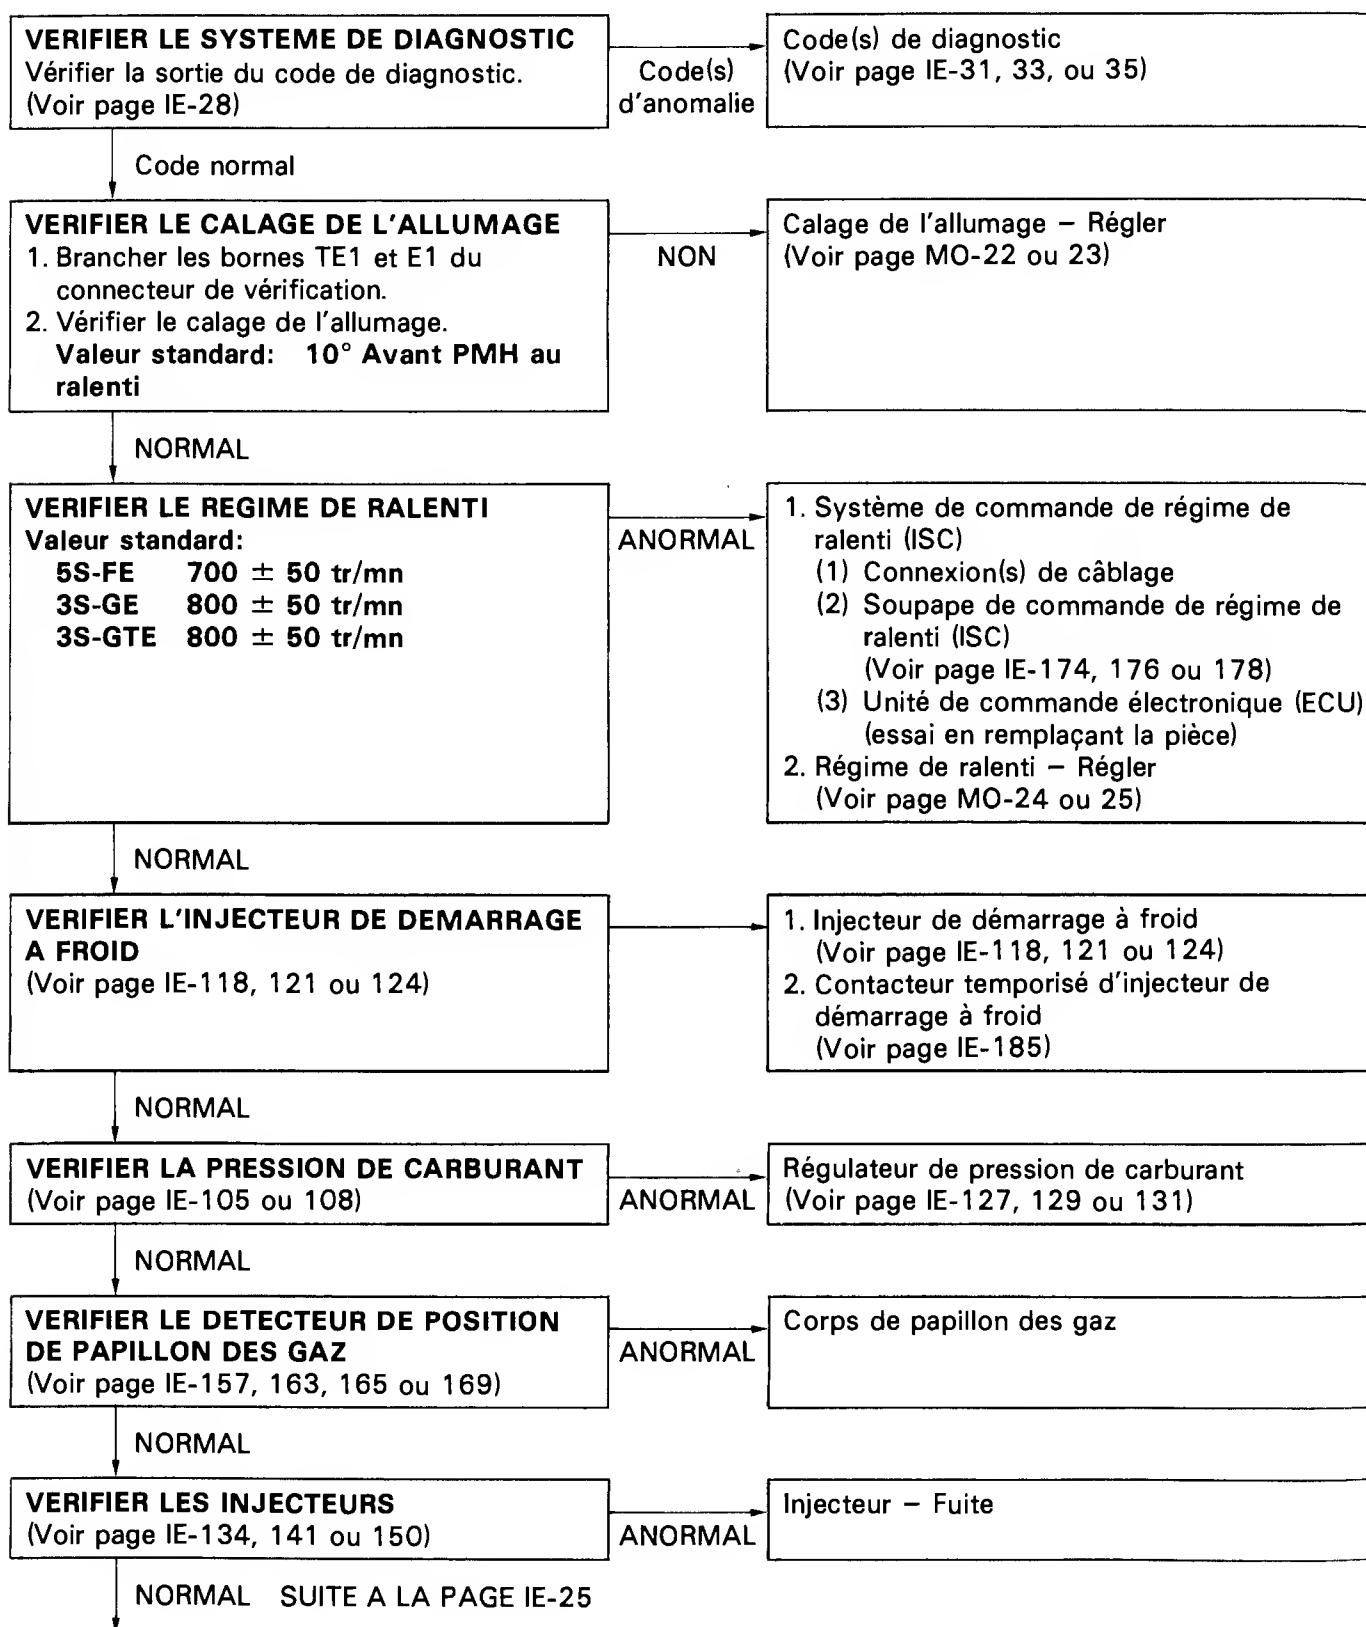 VERIFIER LE SYSTEME DE DIAGNOSTIC
Vérifier la sortie du code de diagnostic.
(Voir page IE-28)
Code(s)
d'anomalie
Code(s) de diagnostic
(Voir page IE-31, 33, ou 35)
Code normal
VERIFIER LE CALAGE DE L'ALLUMAGE
1. Brancher les bornes TE1 et E1 du
connecteur de vérification.
2. Vérifier le calage de l'allumage.
Valeur standard: 10° Avant PMH au
ralenti
NON
Calage de l'allumage – Régler
(Voir page MO-22 ou 23)
NORMAL
VERIFIER LE REGIME DE RALENTI
Valeur standard:
5S-FE 700 ± 50 tr/mn
3S-GE 800 ± 50 tr/mn
3S-GTE 800 ± 50 tr/mn
ANORMAL
1. Système de commande de régime de
ralenti (ISC)
(1) Connexion(s) de câblage
(2) Soupape de commande de régime de
ralenti (ISC)
(Voir page IE-174, 176 ou 178)
(3) Unité de commande électronique (ECU)
(essai en remplaçant la pièce)
2. Régime de ralenti – Régler
(Voir page MO-24 ou 25)
NORMAL
VERIFIER L'INJECTEUR DE DEMARRAGE
A FROID
(Voir page IE-118, 121 ou 124)
1. Injecteur de démarrage à froid
(Voir page IE-118, 121 ou 124)
2. Contacteur temporisé d'injecteur de
démarrage à froid
(Voir page IE-185)
NORMAL
VERIFIER LA PRESSION DE CARBURANT
(Voir page IE-105 ou 108)
ANORMAL
Régulateur de pression de carburant
(Voir page IE-127, 129 ou 131)
NORMAL
VERIFIER LE DETECTEUR DE POSITION
DE PAPILLON DES GAZ
(Voir page IE-157, 163, 165 ou 169)
ANORMAL
Corps de papillon des gaz
NORMAL
VERIFIER LES INJECTEURS
(Voir page IE-134, 141 ou 150)
ANORMAL
Injecteur – Fuite
NORMAL SUITE A LA PAGE IE-25